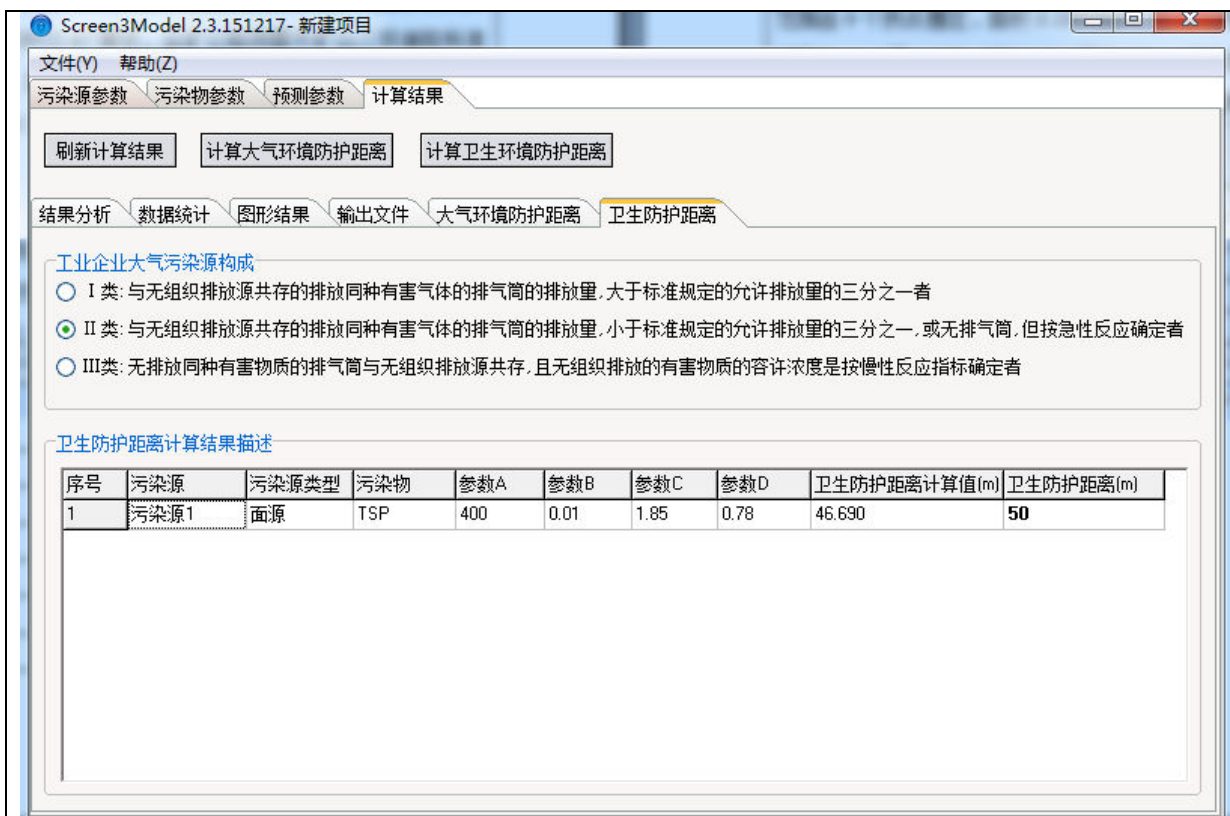 Screen3Model 2.3.151217- 新建项目
文件(Y) 帮助(Z)
污染源参数 污染物参数 预测参数 计算结果
刷新计算结果 计算大气环境防护距离 计算卫生环境防护距离
结果分析 数据统计 图形结果 输出文件 大气环境防护距离 卫生防护距离
工业企业大气污染源构成
I 类:与无组织排放源共存的排放同种有害气体的排气筒的排放量,大于标准规定的允许排放量的三分之一者
II 类:与无组织排放源共存的排放同种有害气体的排气筒的排放量,小于标准规定的允许排放量的三分之一,或无排气筒,但按急性反应确定者
III类:无排放同种有害物质的排气筒与无组织排放源共存,且无组织排放的有害物质的容许浓度是按慢性反应指标确定者
卫生防护距离计算结果描述
序号 污染源 污染源类型 污染物 参数A 参数B 参数C 参数D 卫生防护距离计算值(m) 卫生防护距离(m)
1 污染源1 面源 TSP 400 0.01 1.85 0.78 46.690 50